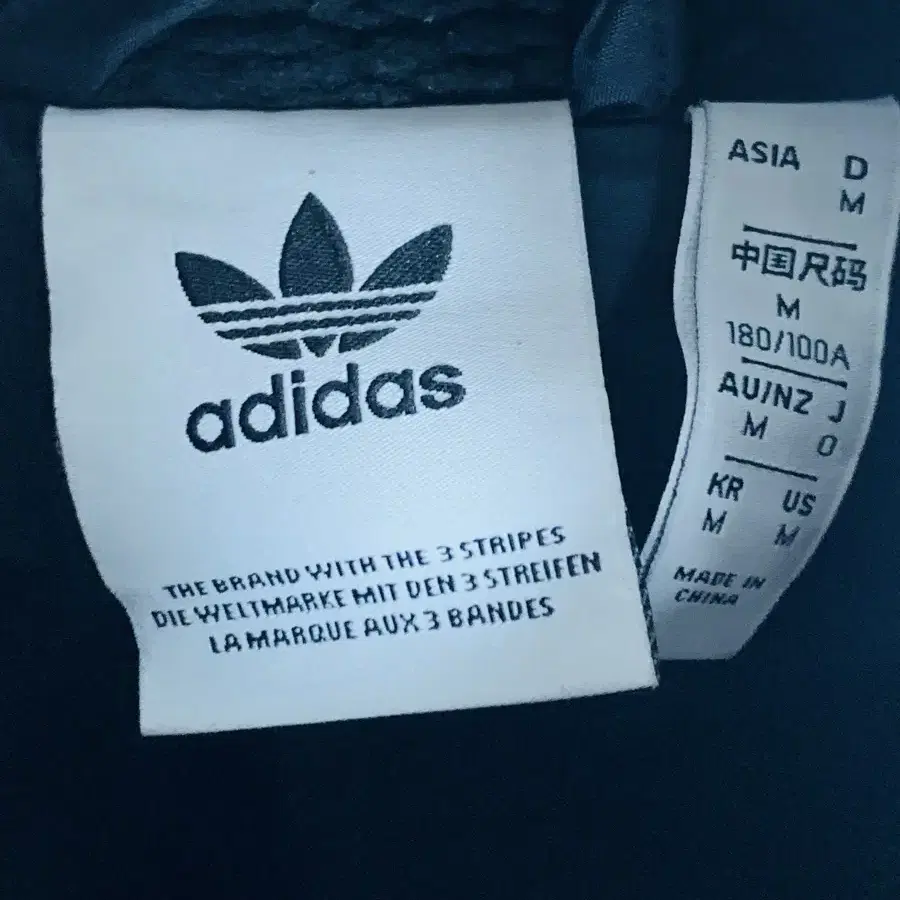 adidas
THE BRAND WITH THE 3 STRIPES
DIE WELTMARKE MIT DEN 3 STREIFEN
LA MARQUE AUX 3 BANDES
ASIA D
M
中国尺码
M
180/100A
AU/NZ J
M O
KR US
M M
MADE IN
CHINA